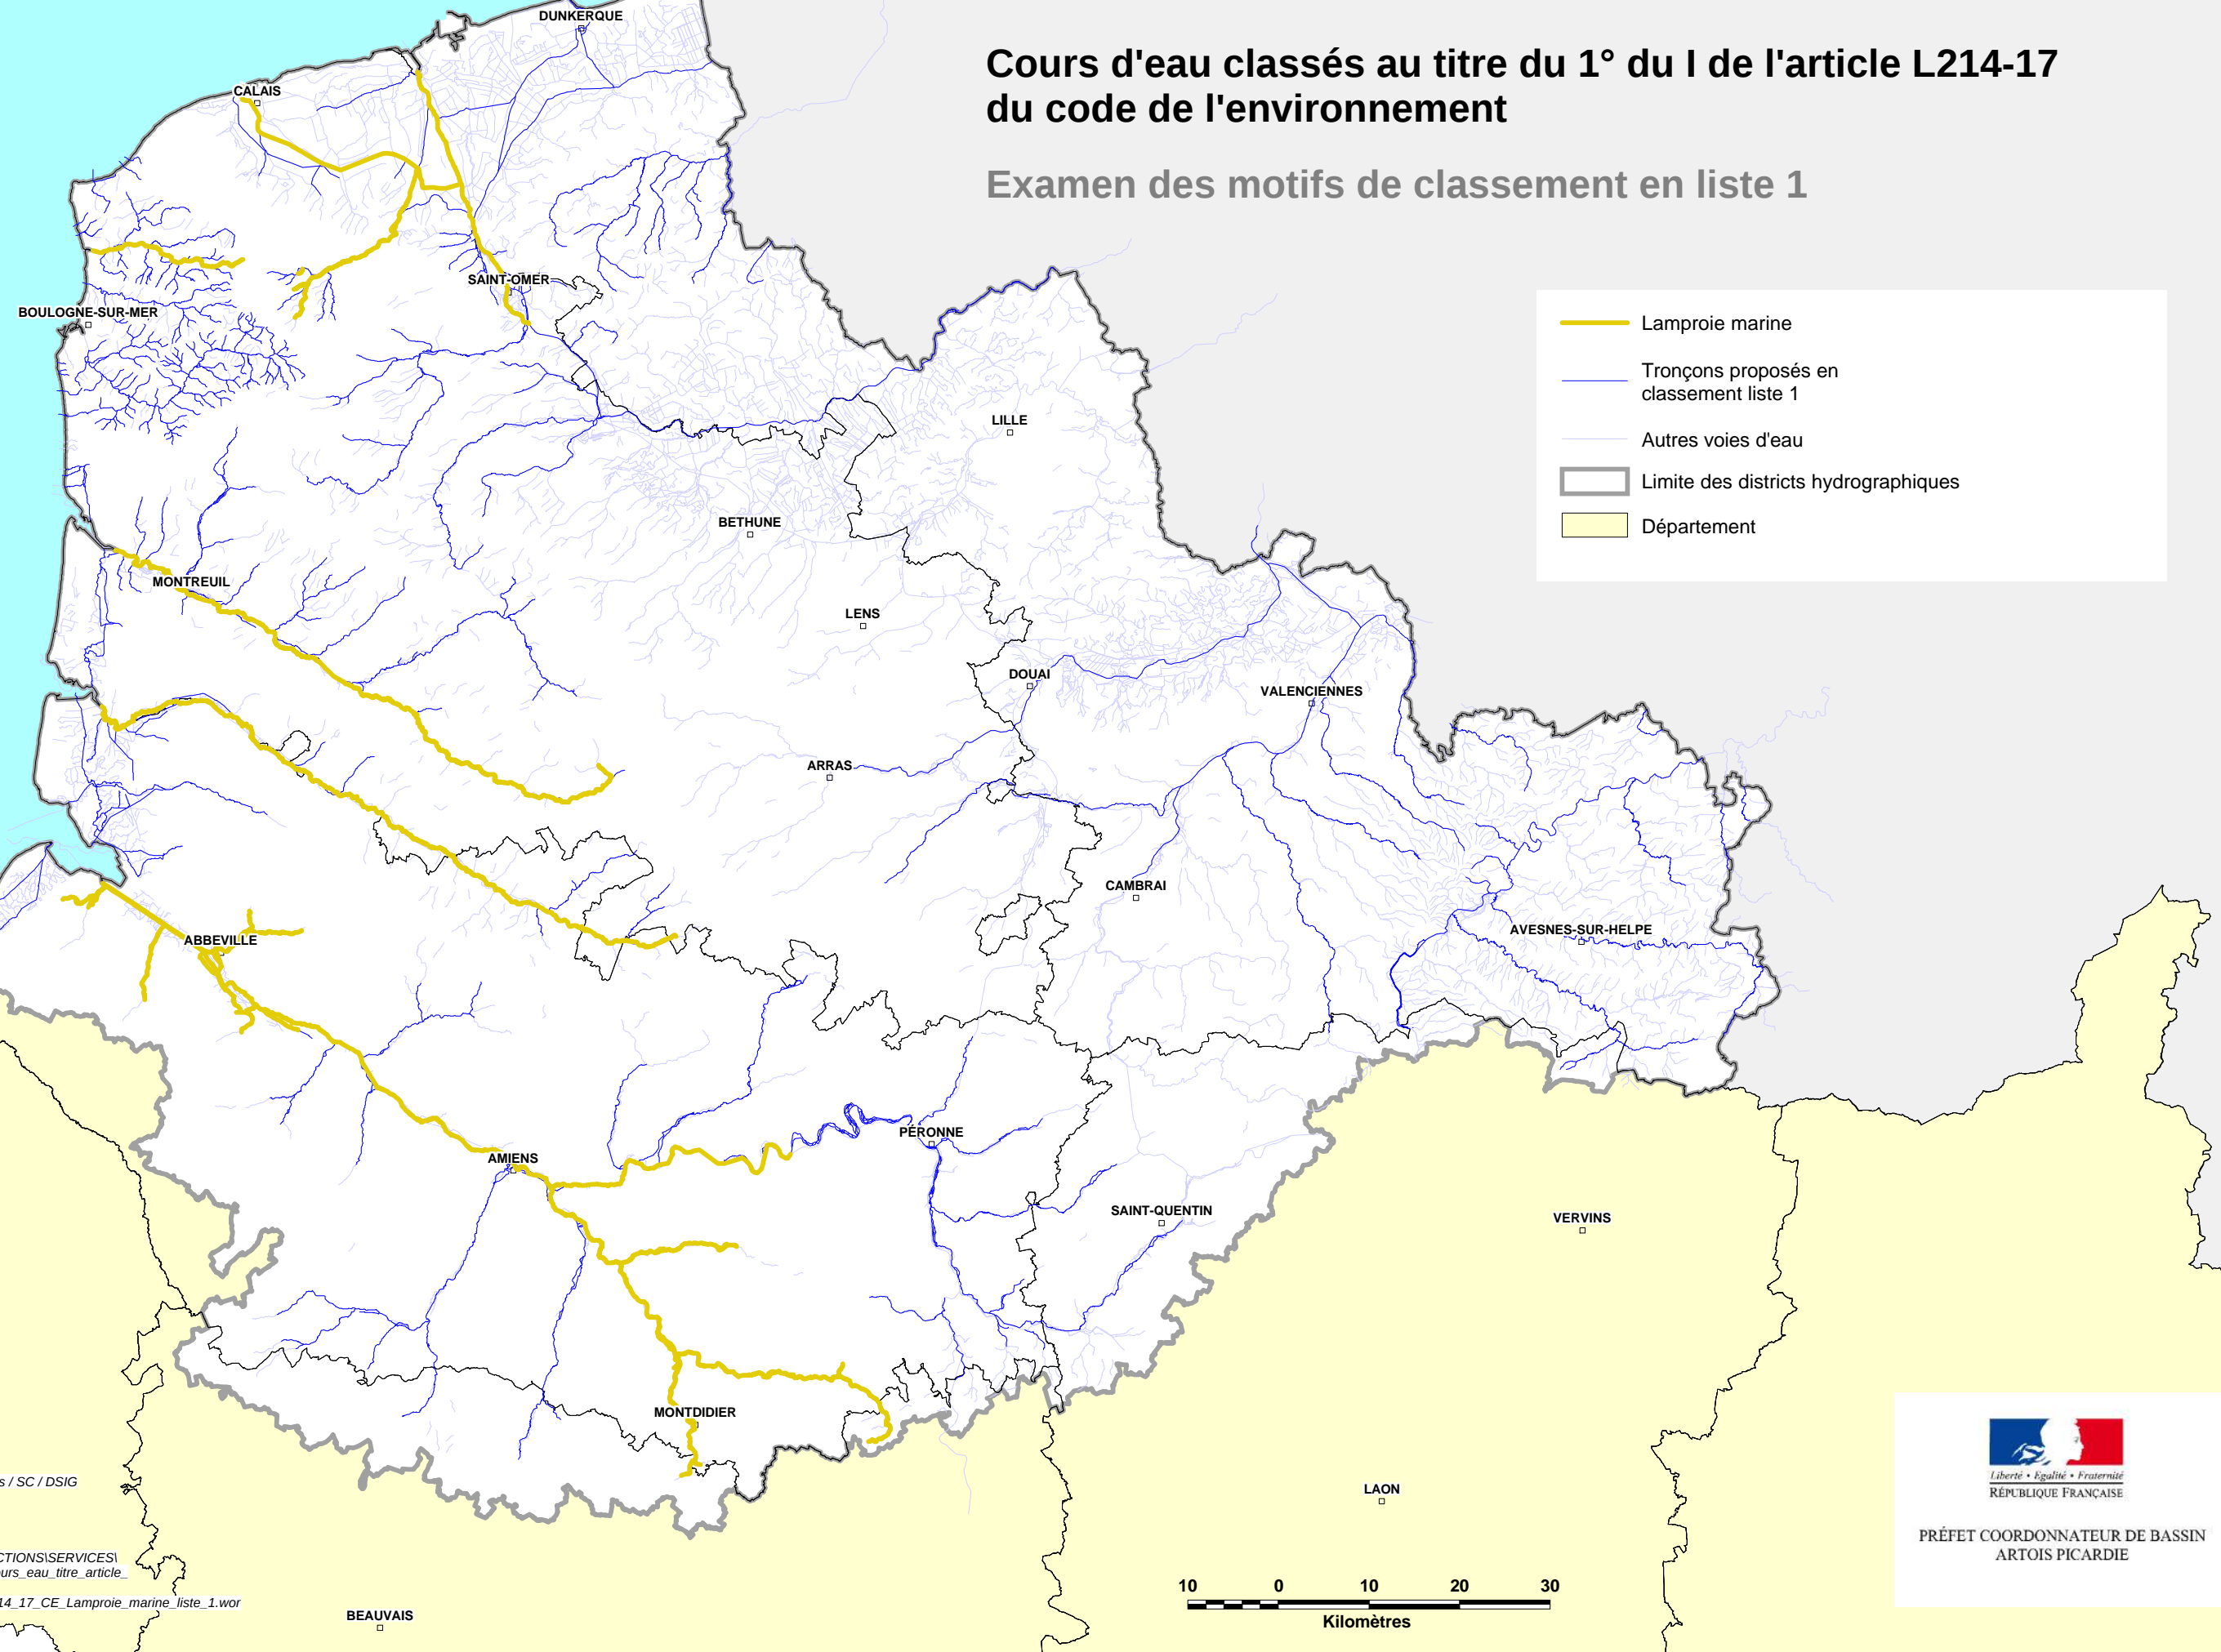 Cours d'eau classés au titre du 1° du I de l'article L214-17
du code de l'environnement
Examen des motifs de classement en liste 1
Lamproie marine
Tronçons proposés en
classement liste 1
Autres voies d'eau
Limite des districts hydrographiques
Département
DUNKERQUE
CALAIS
SAINT-OMER
BOULOGNE-SUR-MER
LILLE
BETHUNE
MONTREUIL
LENS
DOUAI
VALENCIENNES
ARRAS
CAMBRAI
AVESNES-SUR-HELPE
ABBEVILLE
PÉRONNE
AMIENS
SAINT-QUENTIN
VERVINS
MONTDIDIER
LAON
BEAUVAIS
s / SC / DSIG
CTIONS\SERVICES\
urs_eau_titre_article_
14_17_CE_Lamproie_marine_liste_1.wor
10 0 10 20 30
Kilomètres
Liberté • Egalité • Fraternité
RÉPUBLIQUE FRANÇAISE
PRÉFET COORDONNATEUR DE BASSIN
ARTOIS PICARDIE